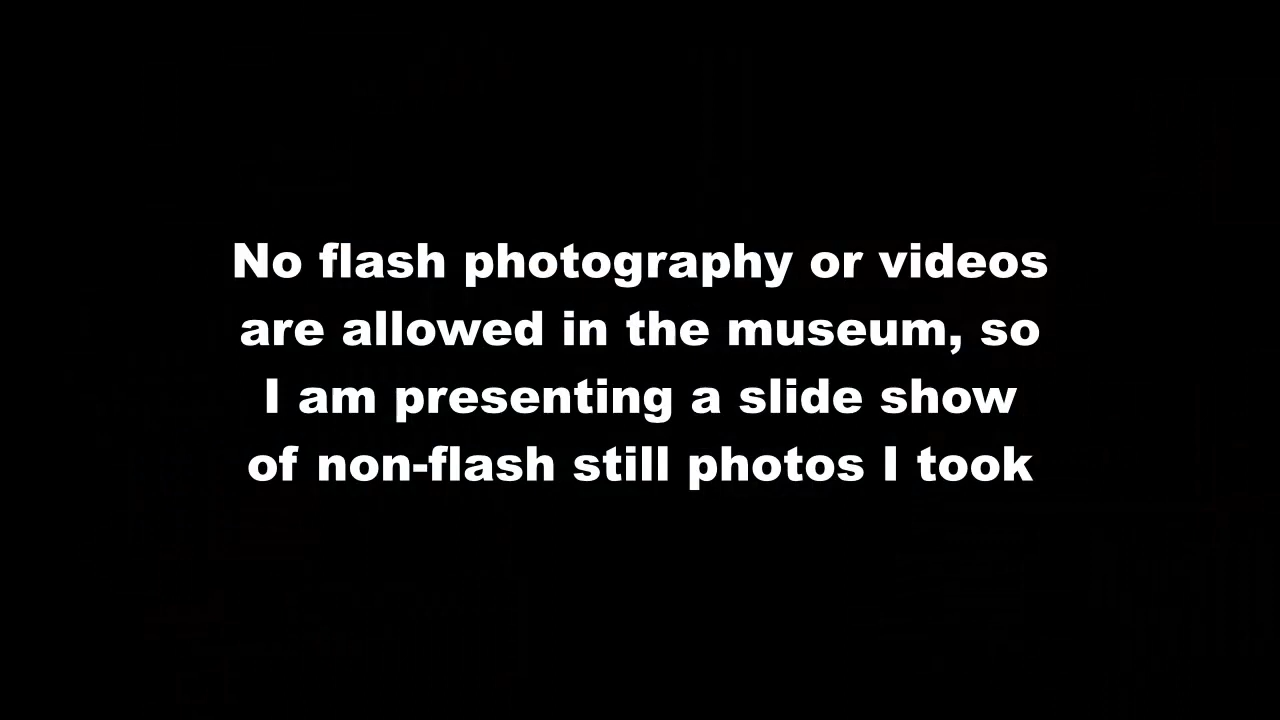 No flash photography or videos
are allowed in the museum, so
I am presenting a slide show
of non-flash still photos I took